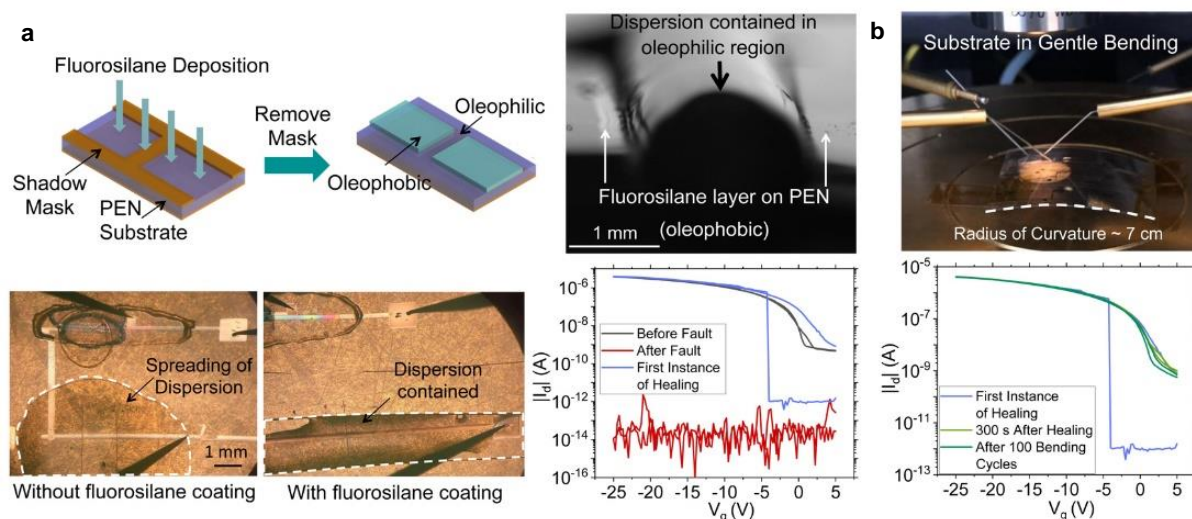 a
Fluorosilane Deposition
Remove
Mask
Oleophilic
Oleophobic
Shadow
Mask
PEN
Substrate
Dispersion contained in
oleophilic region
Fluorosilane layer on PEN
(oleophobic)
1 mm
b
Substrate in Gentle Bending
Radius of Curvature ~ 7 cm
Spreading of
Dispersion
1 mm
Without fluorosilane coating
Dispersion
contained
With fluorosilane coating
|I_d| (A)
10^-6
10^-8
10^-10
10^-12
10^-14
10^-16
Before Fault
After Fault
First Instance
of Healing
-25 -20 -15 -10 -5 0 5
V_g (V)
|I_d| (A)
10^-5
10^-7
10^-9
10^-11
10^-13
First Instance
of Healing
300 s After Healing
After 100 Bending
Cycles
-25 -20 -15 -10 -5 0 5
V_g (V)